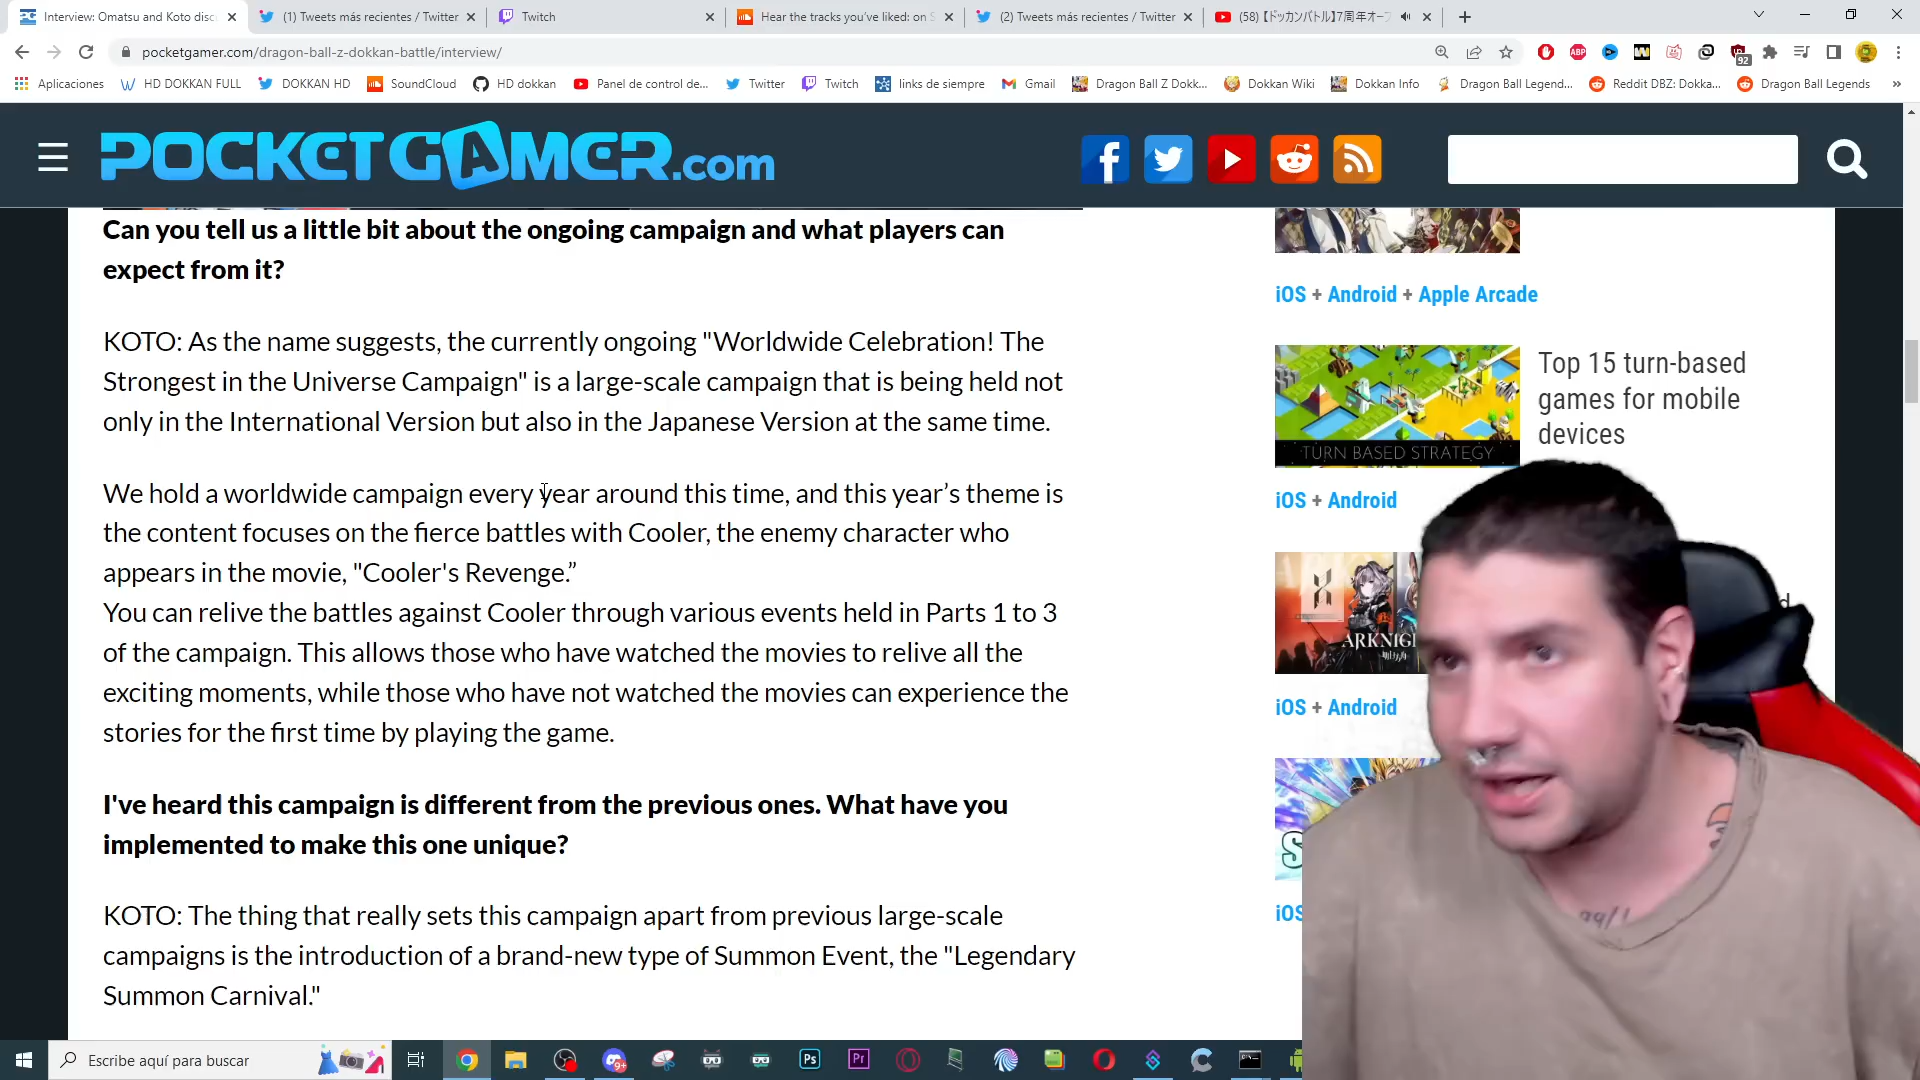 Interview: Omatsu and Koto disc
(1) Tweets más recientes / Twitter
Twitch
Hear the tracks you've liked: on S
(2) Tweets más recientes / Twitter
(58) 【ドッカンバトル】7周年オープ
pocketgamer.com/dragon-ball-z-dokkan-battle/interview/
ABP
92
Aplicaciones
HD DOKKAN FULL
DOKKAN HD
SoundCloud
HD dokkan
Panel de control de...
Twitter
Twitch
links de siempre
Gmail
Dragon Ball Z Dokk...
Dokkan Wiki
Dokkan Info
Dragon Ball Legend...
Reddit DBZ: Dokka...
Dragon Ball Legends
POCKETGAMER.com
Can you tell us a little bit about the ongoing campaign and what players can
expect from it?
KOTO: As the name suggests, the currently ongoing "Worldwide Celebration! The
Strongest in the Universe Campaign" is a large-scale campaign that is being held not
only in the International Version but also in the Japanese Version at the same time.
We hold a worldwide campaign every year around this time, and this year’s theme is
the content focuses on the fierce battles with Cooler, the enemy character who
appears in the movie, "Cooler's Revenge.”
You can relive the battles against Cooler through various events held in Parts 1 to 3
of the campaign. This allows those who have watched the movies to relive all the
exciting moments, while those who have not watched the movies can experience the
stories for the first time by playing the game.
I've heard this campaign is different from the previous ones. What have you
implemented to make this one unique?
KOTO: The thing that really sets this campaign apart from previous large-scale
campaigns is the introduction of a brand-new type of Summon Event, the "Legendary
Summon Carnival."
iOS + Android + Apple Arcade
TURN BASED STRATEGY
Top 15 turn-based
games for mobile
devices
iOS + Android
ARKNIG
iOS + Android
iOS
Escribe aquí para buscar
9+
Ps
Pr